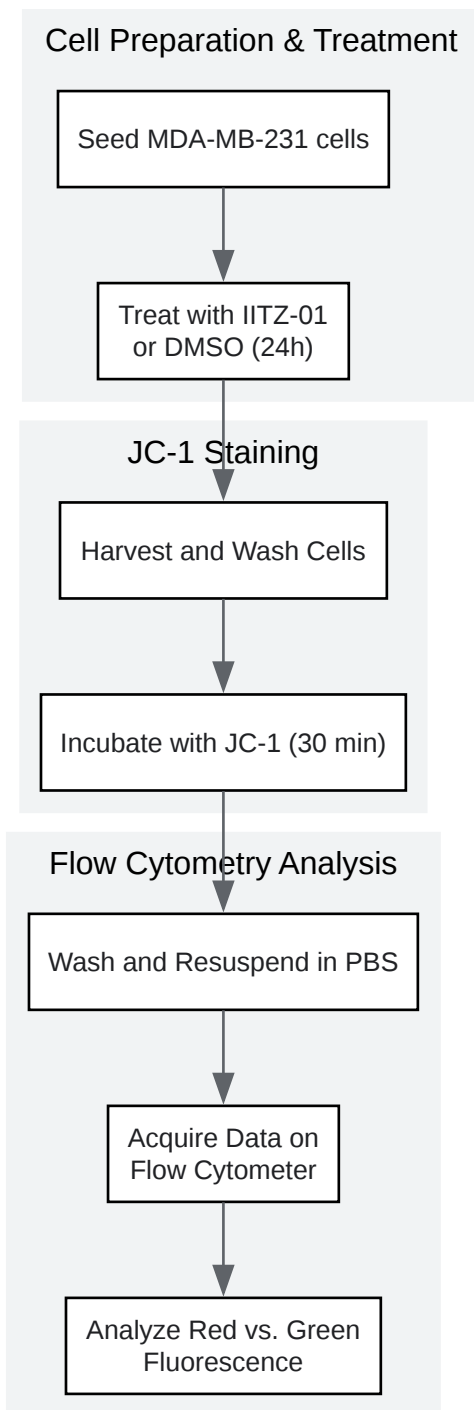 Cell Preparation & Treatment
Seed MDA-MB-231 cells
Treat with IITZ-01
or DMSO (24h)
JC-1 Staining
Harvest and Wash Cells
Incubate with JC-1 (30 min)
Flow Cytometry Analysis
Wash and Resuspend in PBS
Acquire Data on
Flow Cytometer
Analyze Red vs. Green
Fluorescence